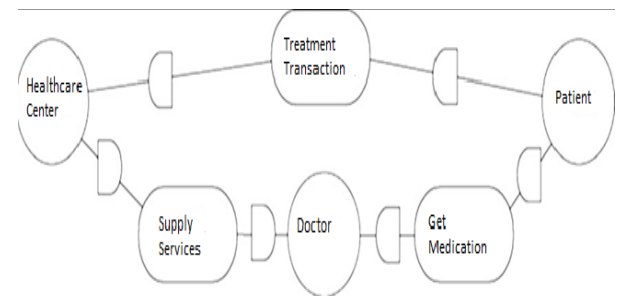 Treatment
Transaction
Healthcare
Center
Patient
Supply
Services
Doctor
Get
Medication